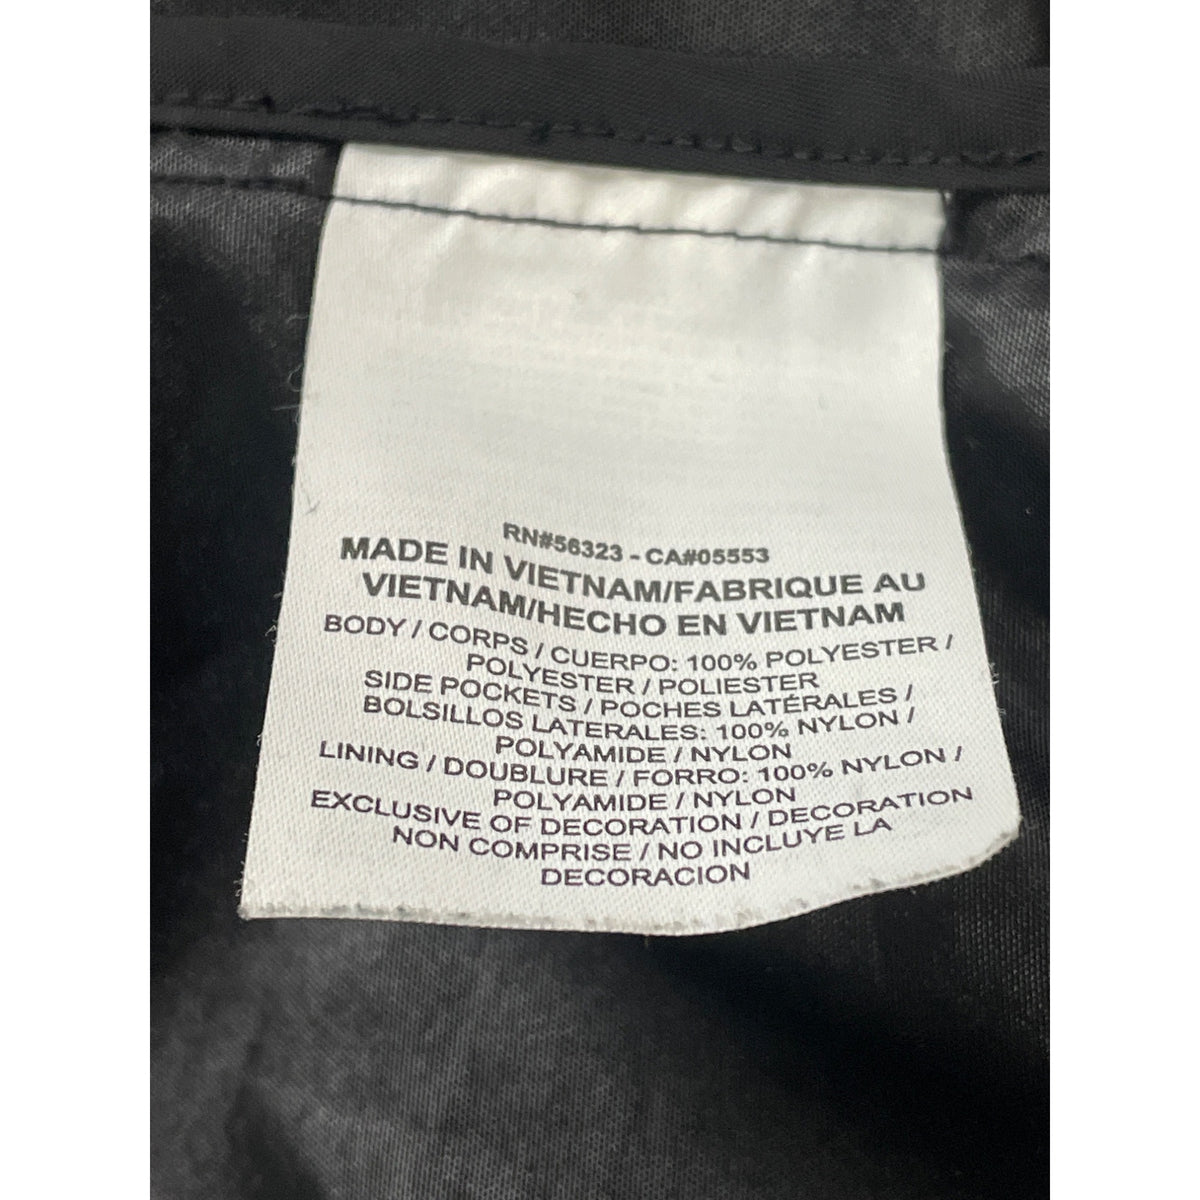 RN#56323 - CA#05553
MADE IN VIETNAM/FABRIQUE AU
VIETNAM/HECHO EN VIETNAM
BODY / CORPS / CUERPO: 100% POLYESTER /
POLYESTER / POLIESTER
SIDE POCKETS / POCHES LATÉRALES /
BOLSILLOS LATERALES: 100% NYLON /
POLYAMIDE / NYLON
LINING / DOUBLURE / FORRO: 100% NYLON /
POLYAMIDE / NYLON
EXCLUSIVE OF DECORATION / DECORATION
NON COMPRISE / NO INCLUYE LA
DECORACION